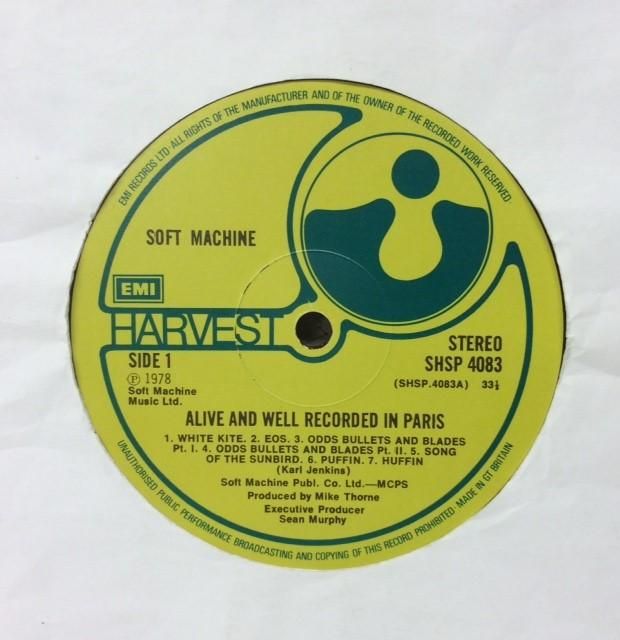 EMI RECORDS LTD·ALL RIGHTS OF THE MANUFACTURER AND OF THE OWNER OF THE RECORDED WORK RESERVED·
SOFT MACHINE
EMI
HARVEST
SIDE 1
Ⓟ 1978
Soft Machine
Music Ltd.
STEREO
SHSP 4083
(SHSP.4083A) 33⅓
ALIVE AND WELL RECORDED IN PARIS
1. WHITE KITE. 2. EOS. 3. ODDS BULLETS AND BLADES
Pt. I. 4. ODDS BULLETS AND BLADES Pt. II. 5. SONG
OF THE SUNBIRD. 6. PUFFIN. 7. HUFFIN
(Karl Jenkins)
Soft Machine Publ. Co. Ltd.—MCPS
Produced by Mike Thorne
Executive Producer
Sean Murphy
UNAUTHORISED PUBLIC PERFORMANCE BROADCASTING AND COPYING OF THIS RECORD PROHIBITED·MADE IN GT BRITAIN